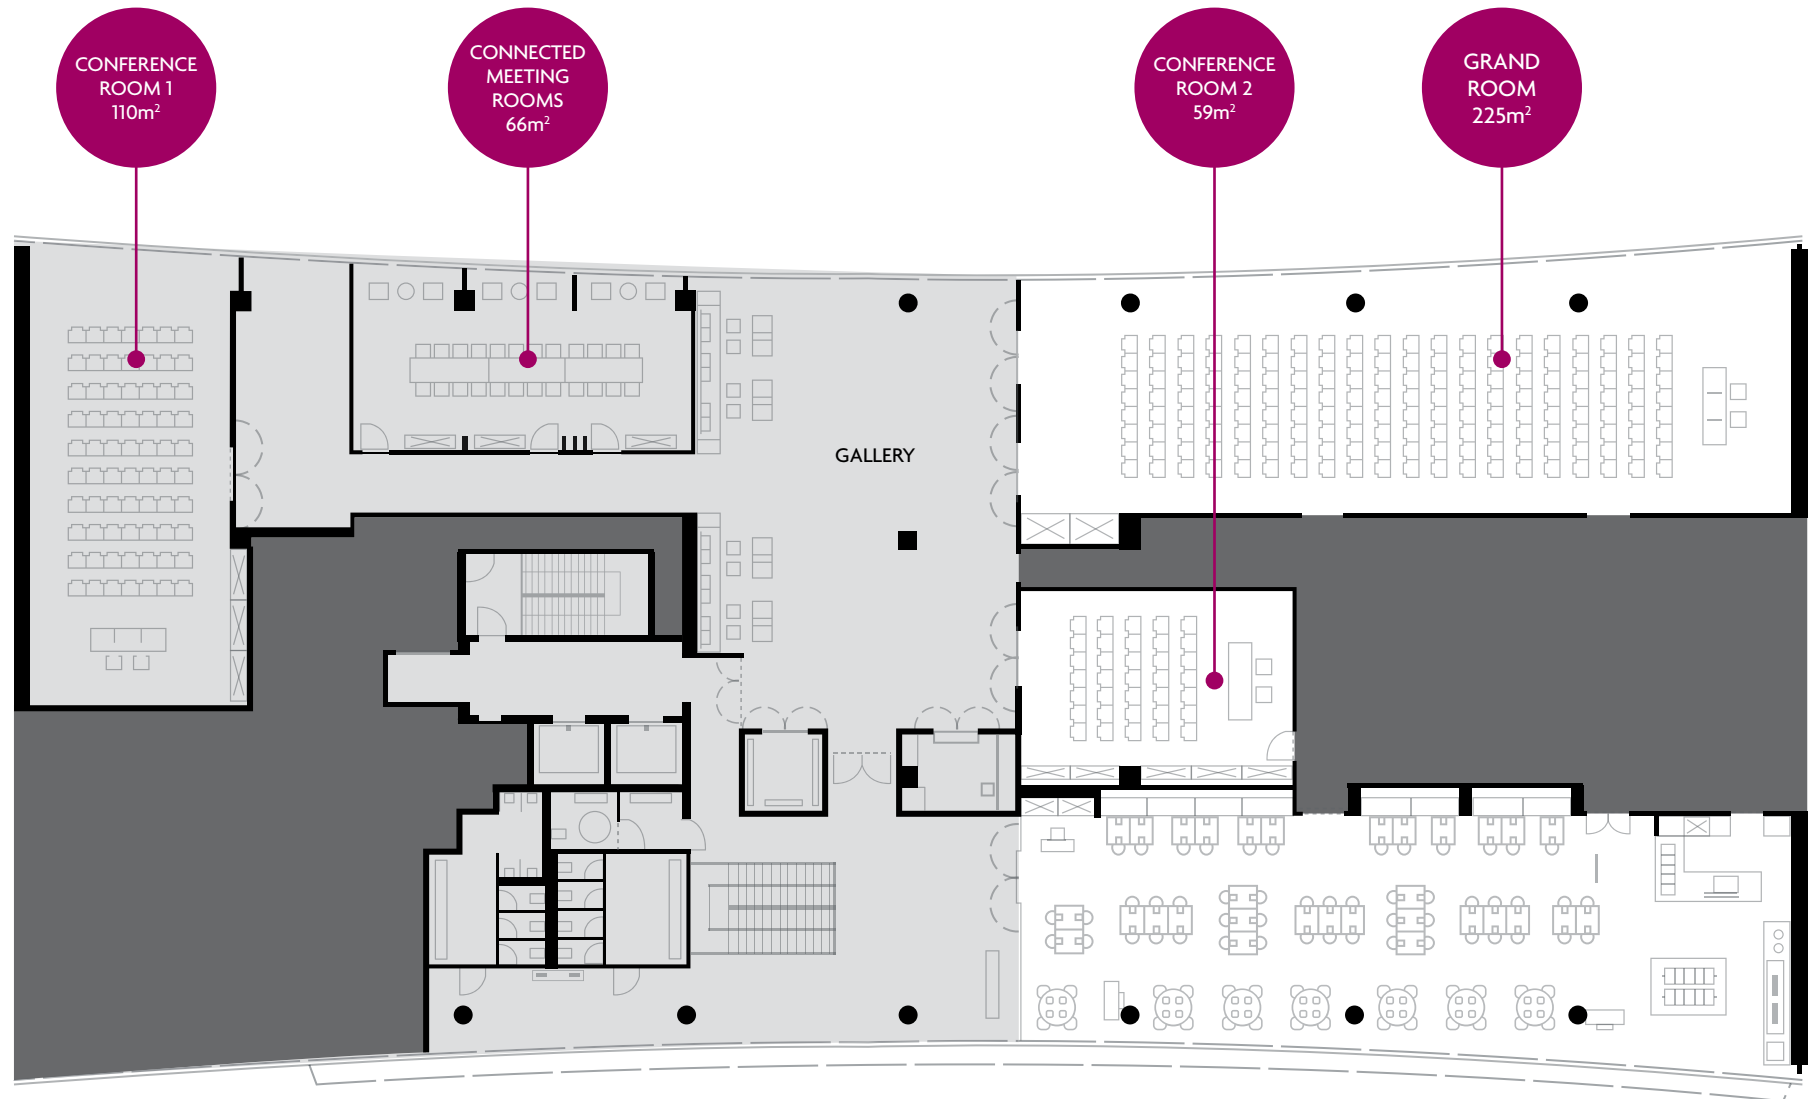 CONFERENCE
ROOM 1
110m²
CONNECTED
MEETING
ROOMS
66m²
CONFERENCE
ROOM 2
59m²
GRAND
ROOM
225m²
GALLERY